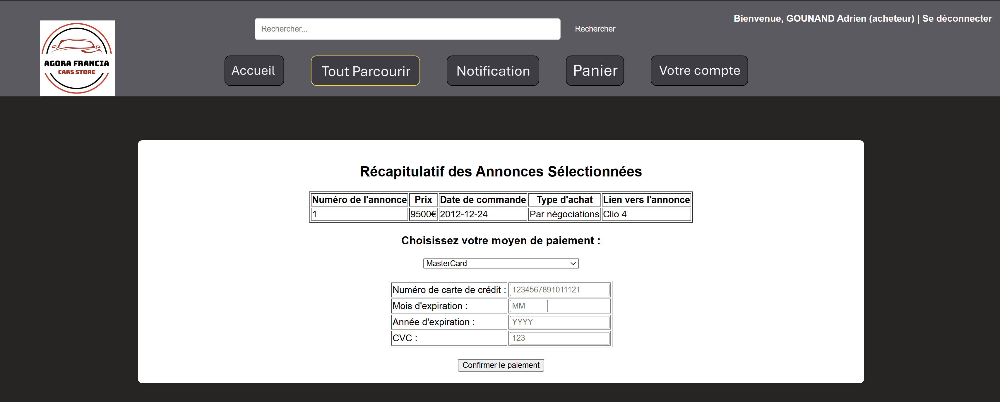 Bienvenue, GOUNAND Adrien (acheteur) | Se déconnecter
Rechercher... Rechercher
AGORA FRANCIA
CARS STORE
Accueil Tout Parcourir Notification Panier Votre compte
Récapitulatif des Annonces Sélectionnées
Numéro de l'annonce Prix Date de commande Type d'achat Lien vers l'annonce
1 9500€ 2012-12-24 Par négociations Clio 4
Choisissez votre moyen de paiement :
MasterCard
Numéro de carte de crédit : 1234567891011121
Mois d'expiration : MM
Année d'expiration : YYYY
CVC : 123
Confirmer le paiement